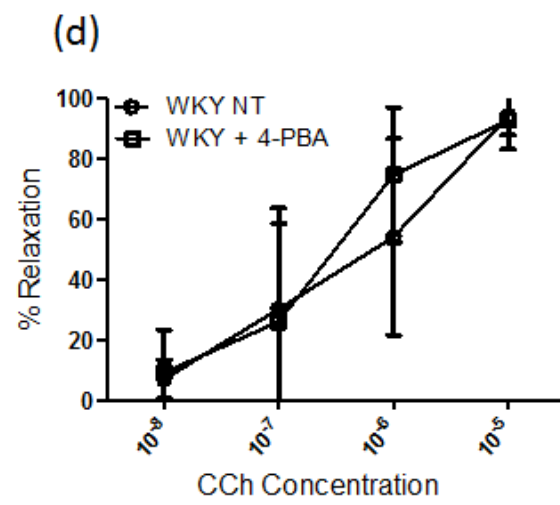 (d)
WKY NT
WKY + 4-PBA
% Relaxation
100
80
60
40
20
0
10⁻⁸
10⁻⁷
10⁻⁶
10⁻⁵
CCh Concentration